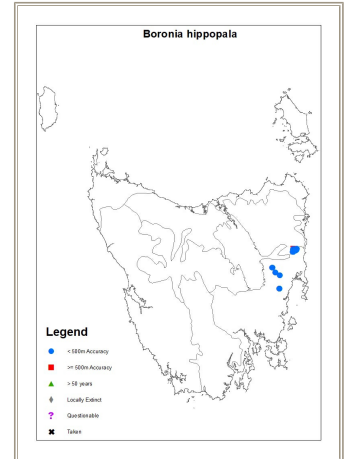 Boronia hippopala
Legend
< 500m Accuracy
>= 500m Accuracy
> 50 years
Locally Extinct
? Questionable
Taken